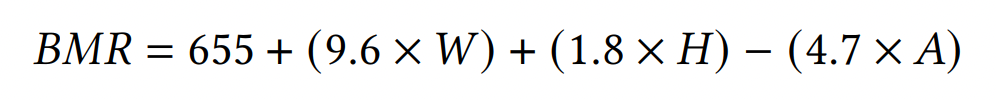 BMR = 655 + (9.6 × W) + (1.8 × H) − (4.7 × A)